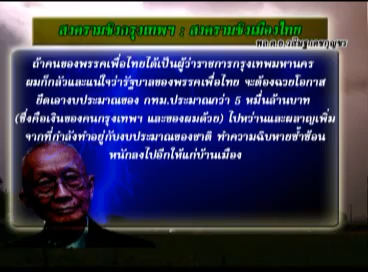 สงครามชิงกรุงเทพฯ : สงครามชิงเมืองไทย
พล.ต.อ.วสิษฐ เดชกุญชร
ถ้าคนของพรรคเพื่อไทยได้เป็นผู้ว่าราชการกรุงเทพมหานคร
ผมก็กลัวและแน่ใจว่ารัฐบาลของพรรคเพื่อไทย จะต้องฉวยโอกาส
ยึดเอางบประมาณของ กทม.ประมาณกว่า 5 หมื่นล้านบาท
(ซึ่งคือเงินของคนกรุงเทพฯ และของผมด้วย) ไปหว่านและผลาญเพิ่ม
จากที่กำลังทำอยู่กับงบประมาณของชาติ ทำความฉิบหายซ้ำซ้อน
หนักลงไปอีกให้แก่บ้านเมือง